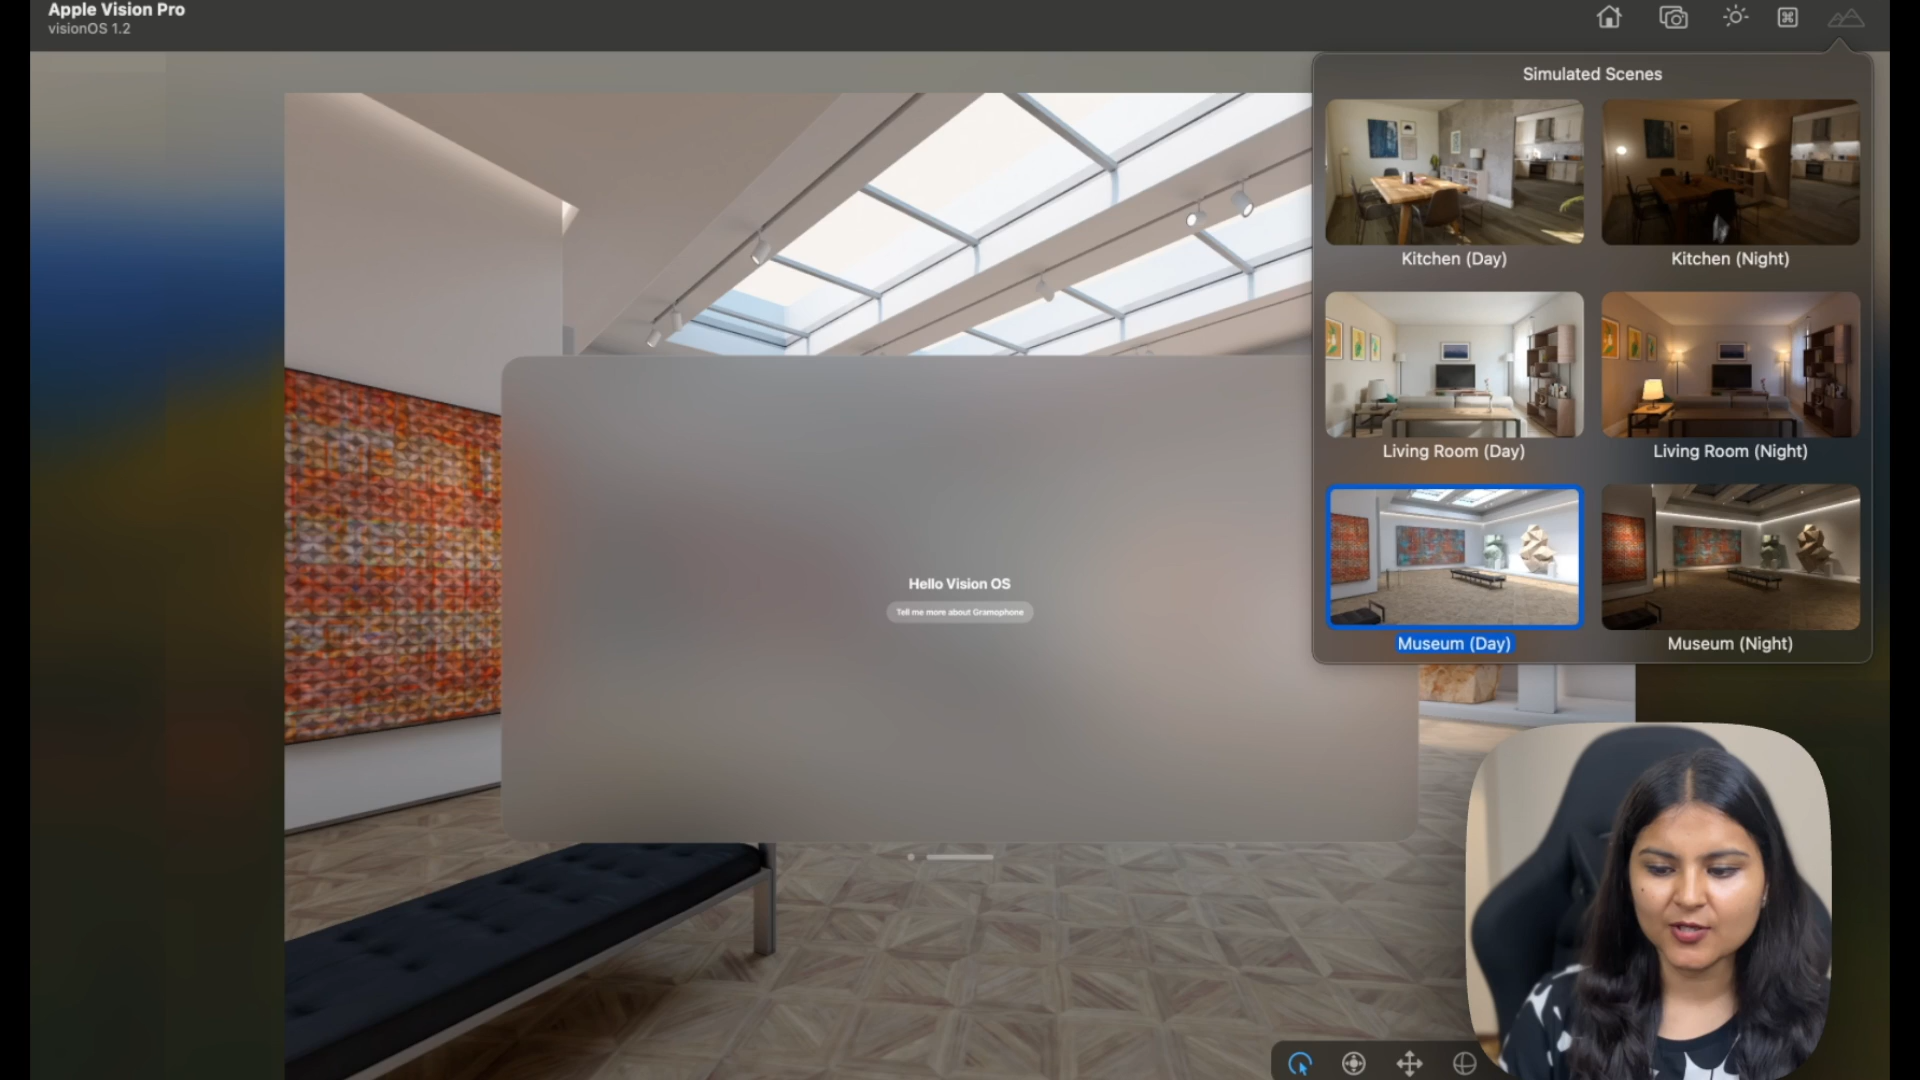 Apple Vision Pro
visionOS 1.2
Simulated Scenes
Kitchen (Day)
Kitchen (Night)
Living Room (Day)
Living Room (Night)
Museum (Day)
Museum (Night)
Hello Vision OS
Tell me more about Gramophone